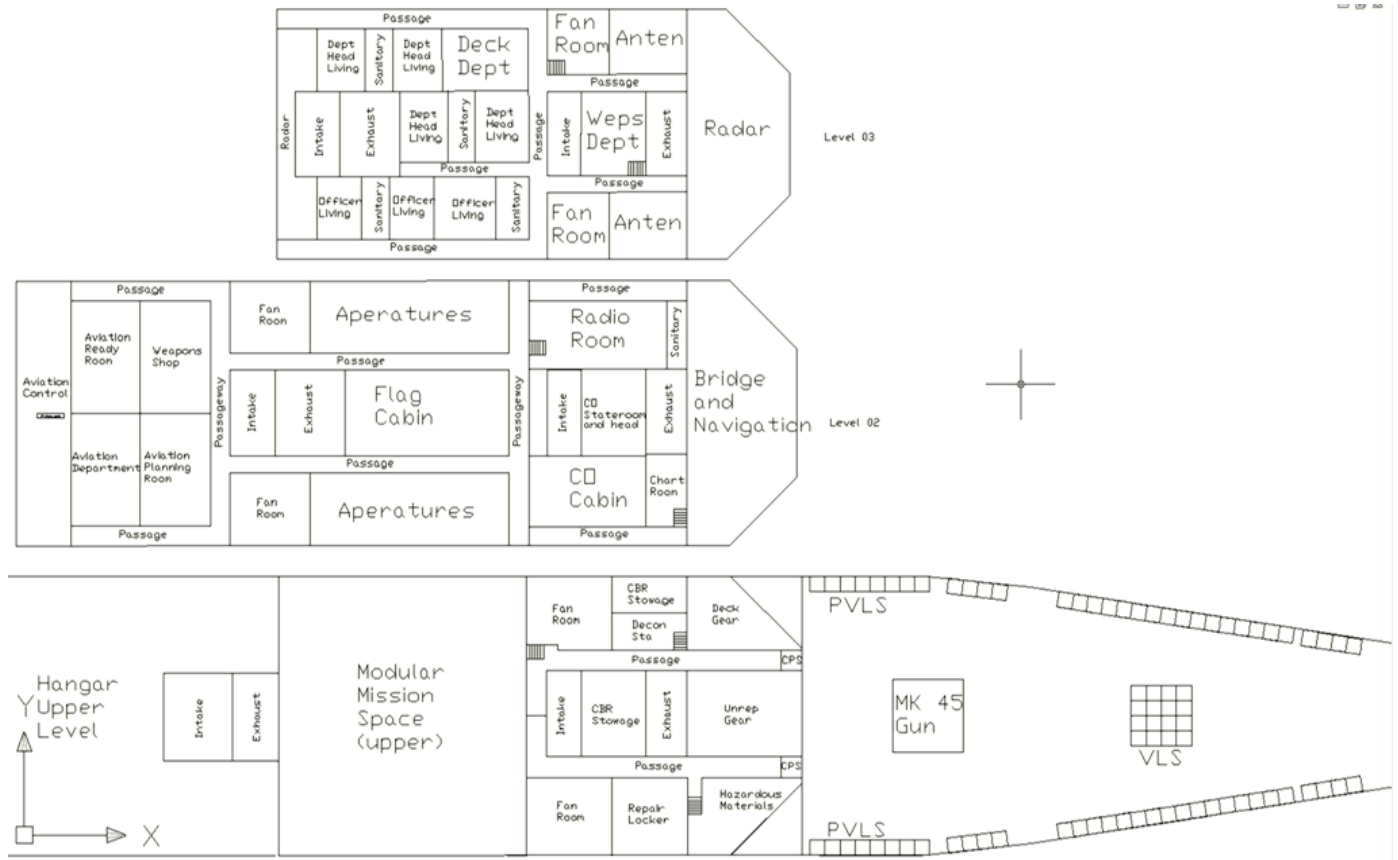 Passage
Fan
Room
Anten
Dept
Head
Living
Sanitary
Dept
Head
Living
Deck
Dept
Passage
Radar
Intake
Exhaust
Dept
Head
Living
Sanitary
Dept
Head
Living
Passage
Intake
Weps
Dept
Exhaust
Radar
Level 03
Passage
Passage
Officer
Living
Sanitary
Officer
Living
Officer
Living
Sanitary
Fan
Room
Anten
Passage
Passage
Fan
Room
Aperatures
Passage
Radio
Room
Sanitary
Aviation
Ready
Room
Weapons
Shop
Passage
Aviation
Control
Passageway
Intake
Exhaust
Flag
Cabin
Passageway
Intake
CO
Stateroom
and head
Exhaust
Bridge
and
Navigation
Level 02
Aviation
Department
Aviation
Planning
Room
Passage
Fan
Room
Aperatures
CO
Cabin
Chart
Room
Passage
Passage
Fan
Room
CBR
Stowage
Decon
Sta
Deck
Gear
PVLS
Passage
CPS
Hangar
Upper
Level
Intake
Exhaust
Modular
Mission
Space
(upper)
Intake
CBR
Stowage
Exhaust
Unrep
Gear
MK 45
Gun
VLS
Passage
CPS
Fan
Room
Repair
Locker
Hazardous
Materials
PVLS
Y
X